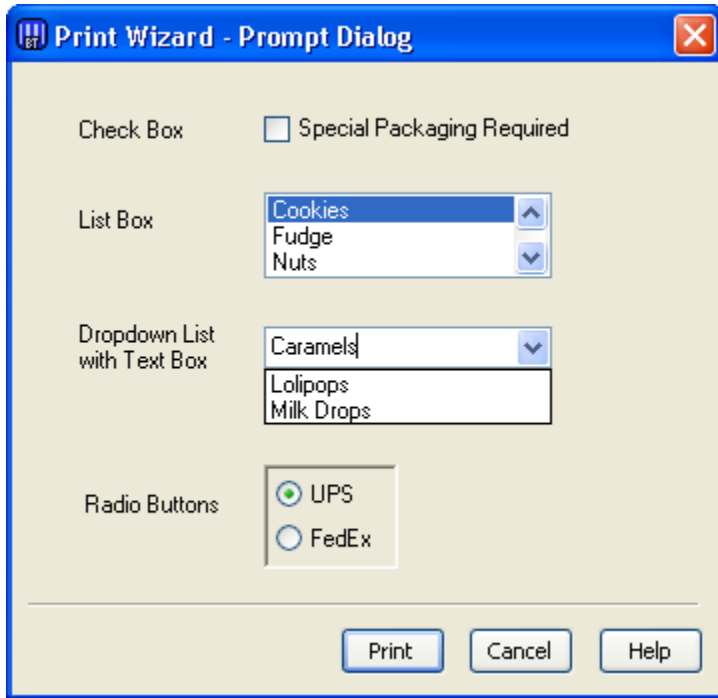 BT
Print Wizard - Prompt Dialog
Check Box
Special Packaging Required
List Box
Cookies
Fudge
Nuts
Dropdown List
with Text Box
Caramels
Lolipops
Milk Drops
Radio Buttons
UPS
FedEx
Print
Cancel
Help